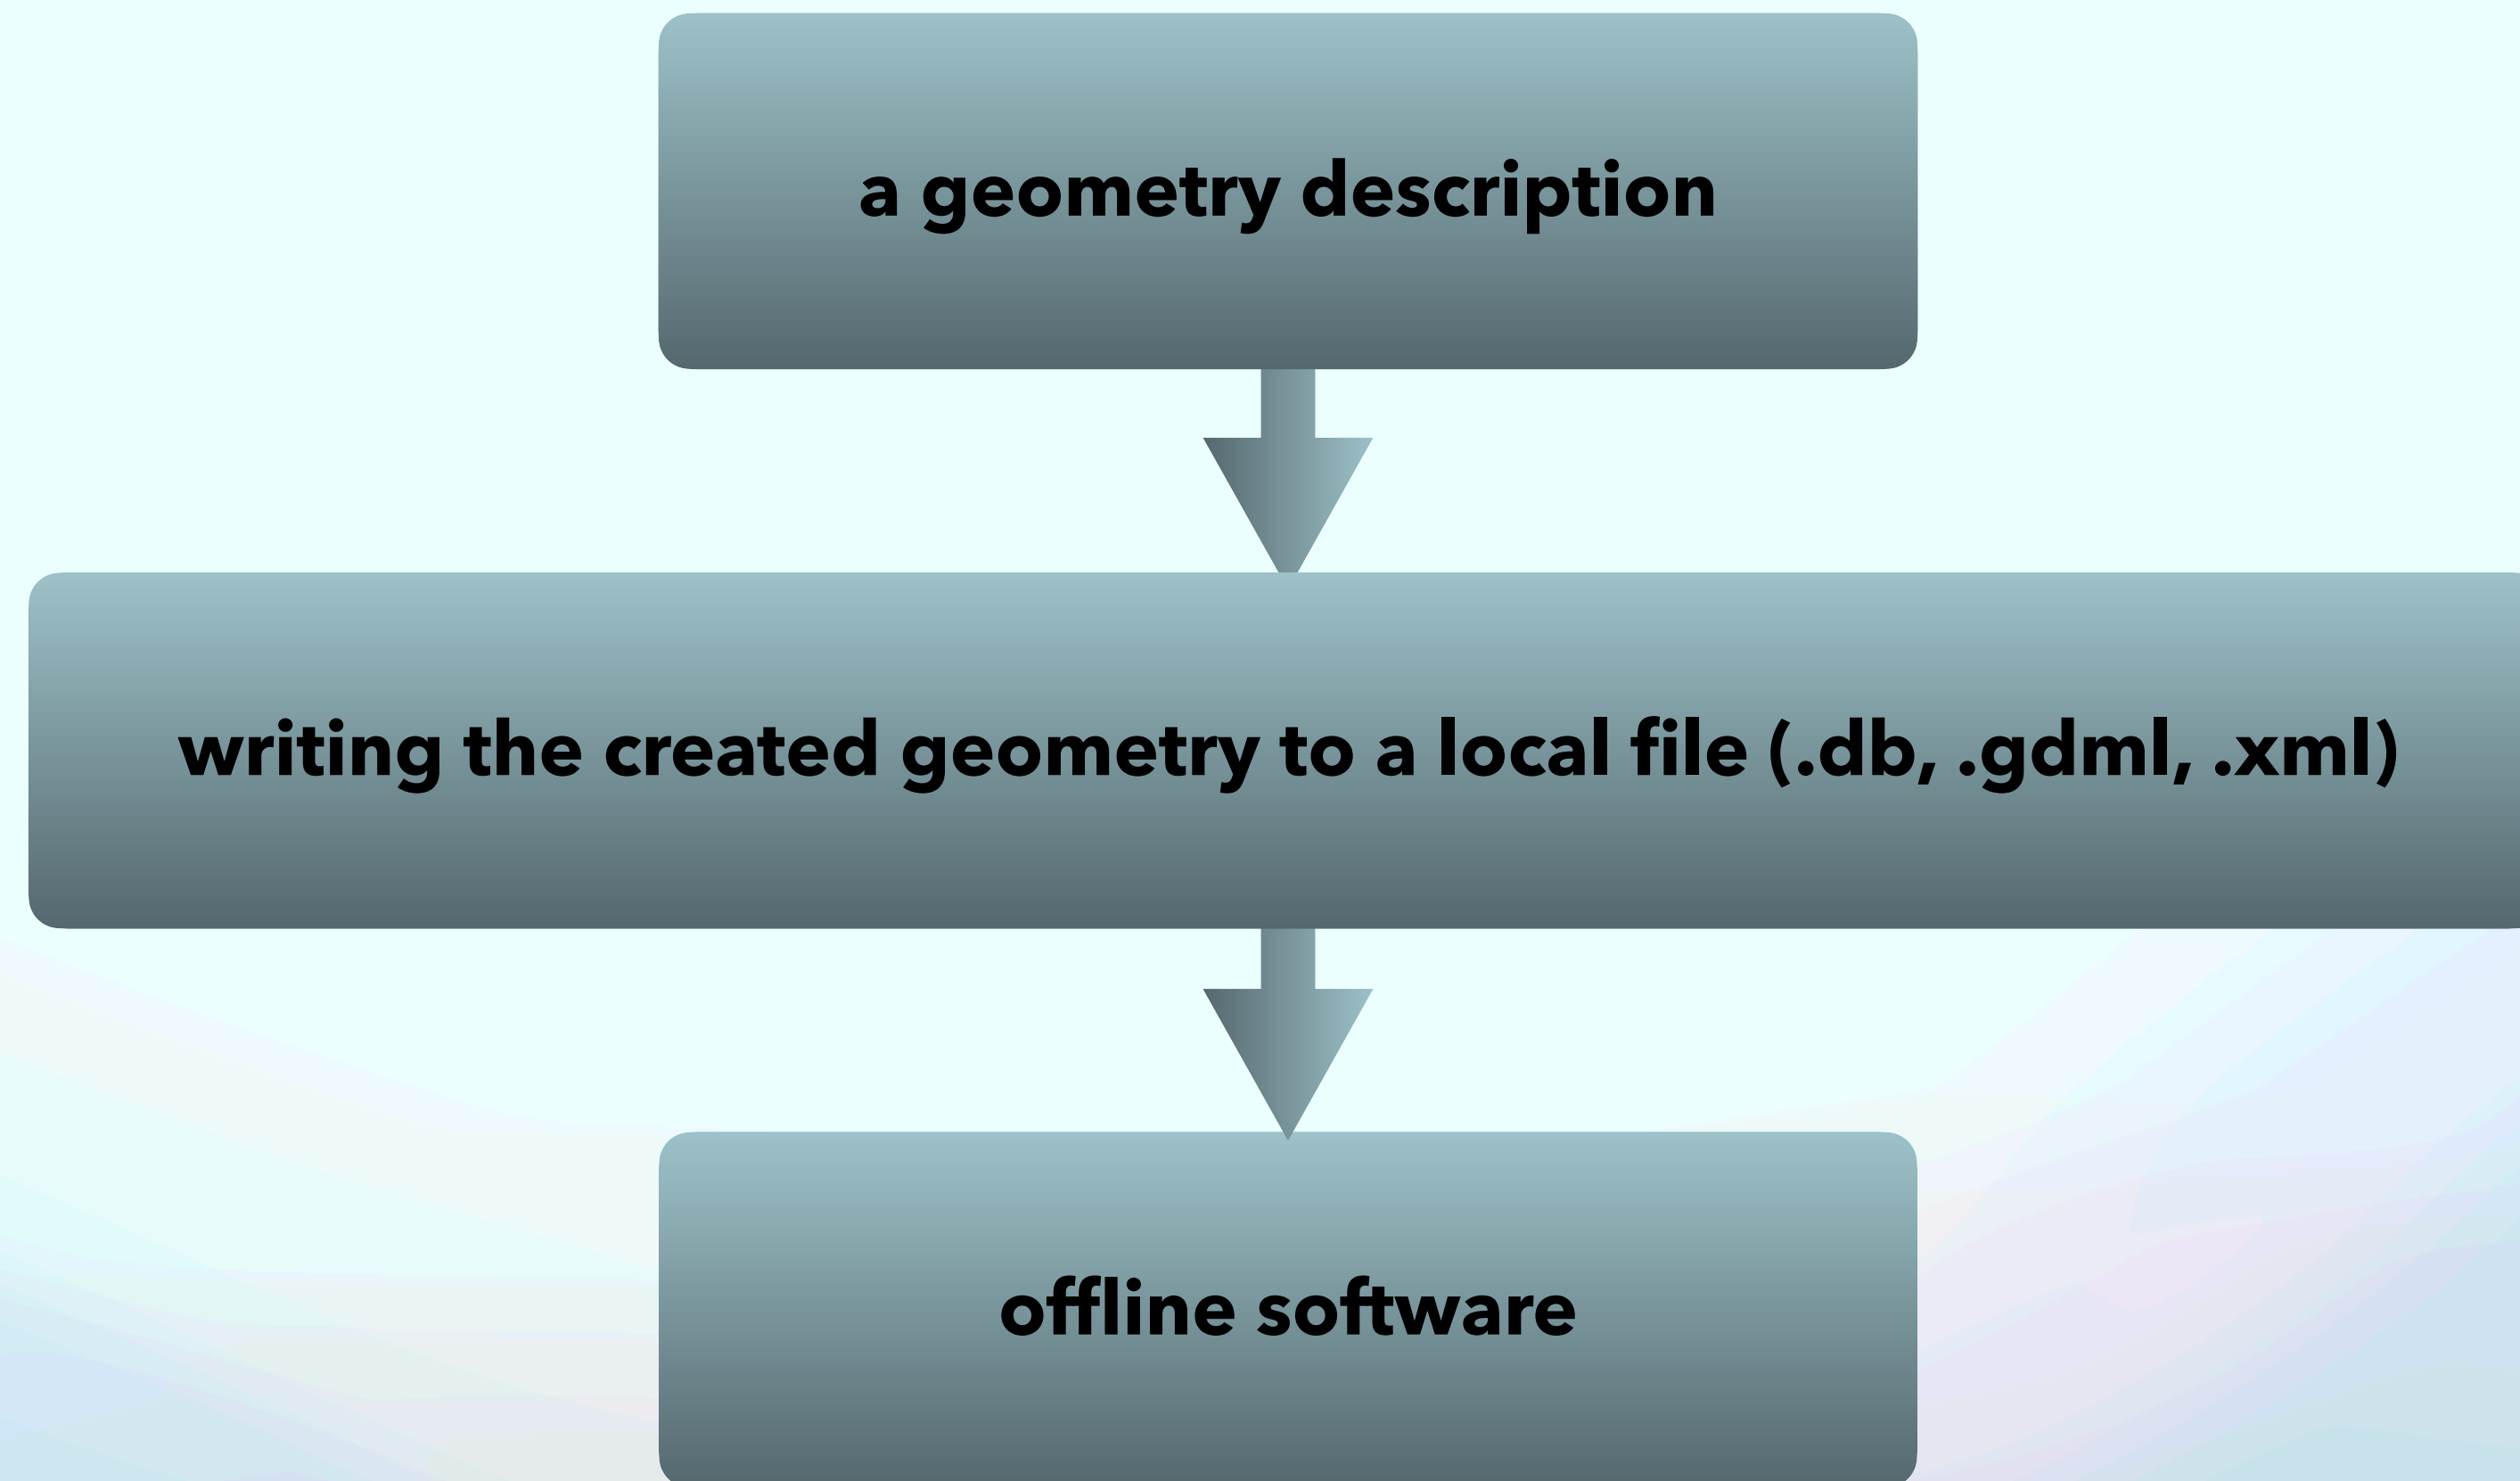 a geometry description
writing the created geometry to a local file (.db, .gdml, .xml)
offline software